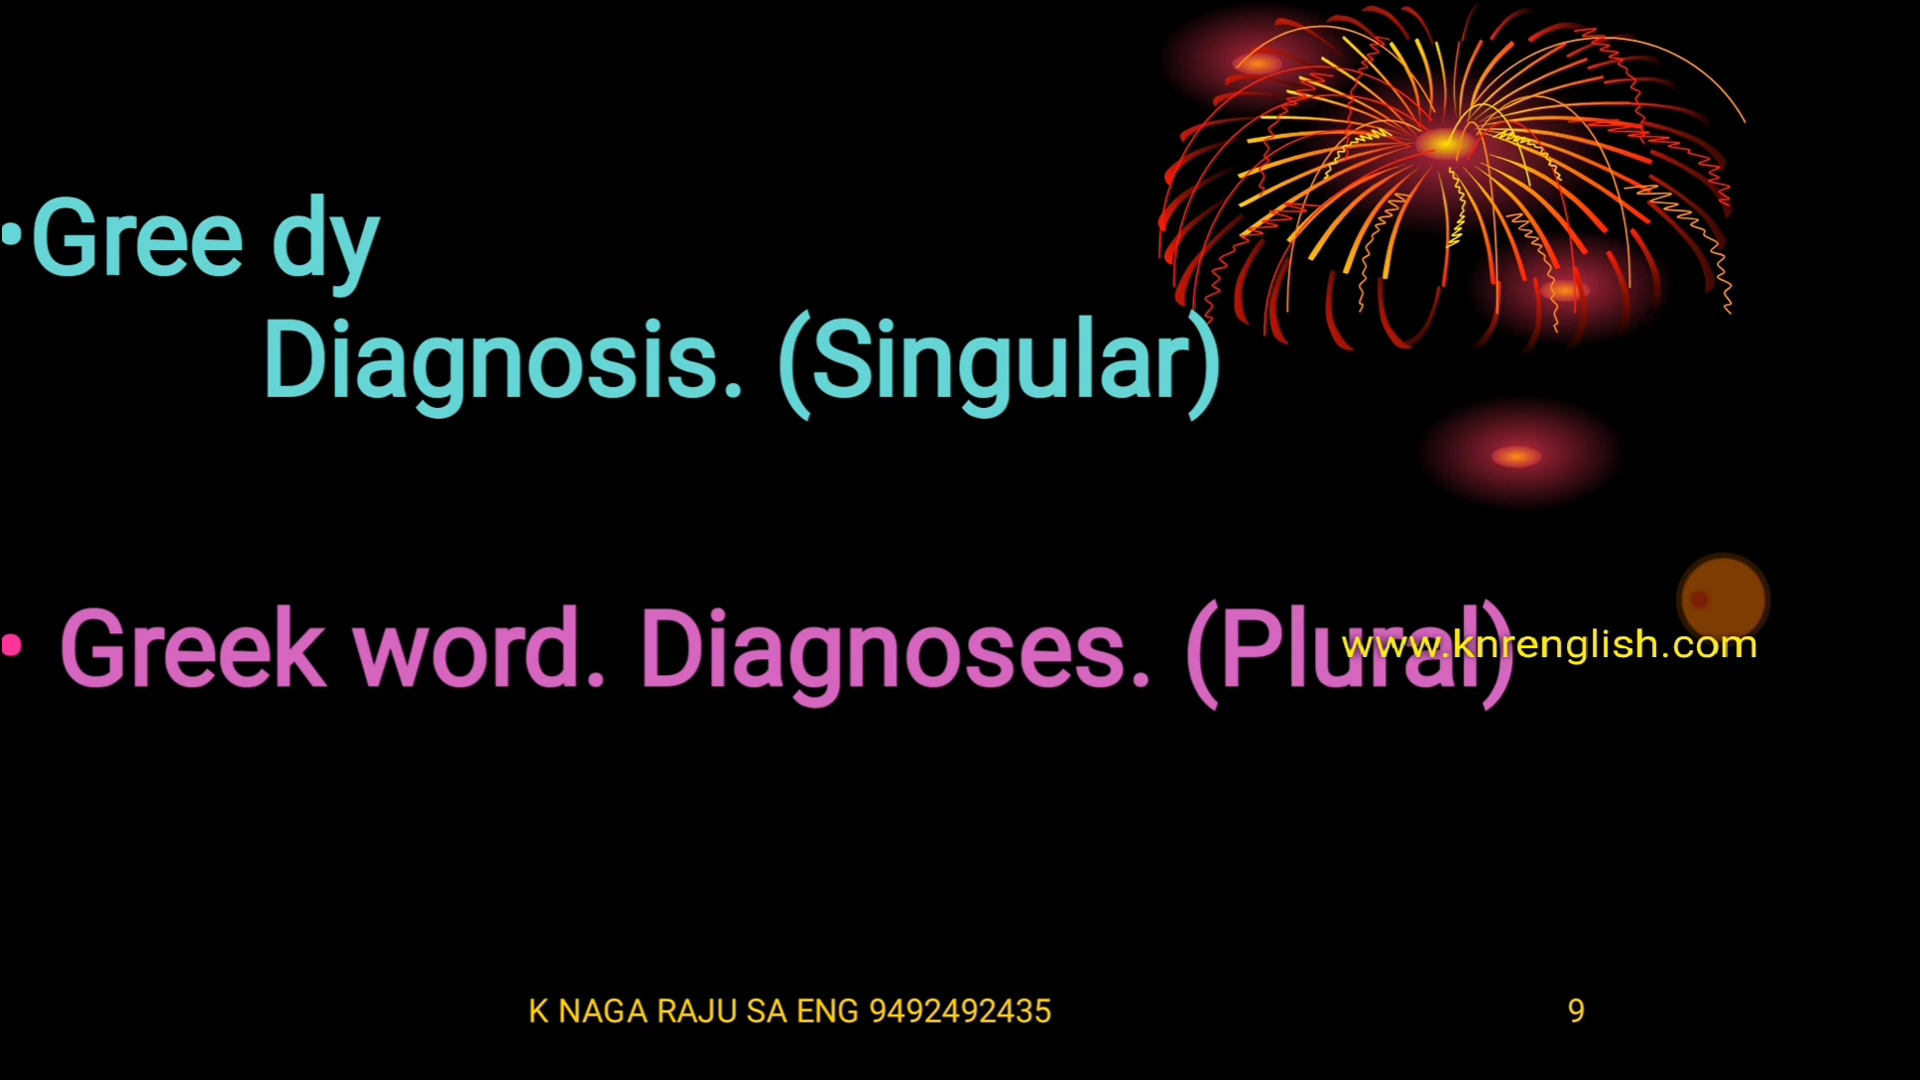 •Gree dy
Diagnosis. (Singular)
• Greek word. Diagnoses. (Plural)
www.knrenglish.com
K NAGA RAJU SA ENG 9492492435
9